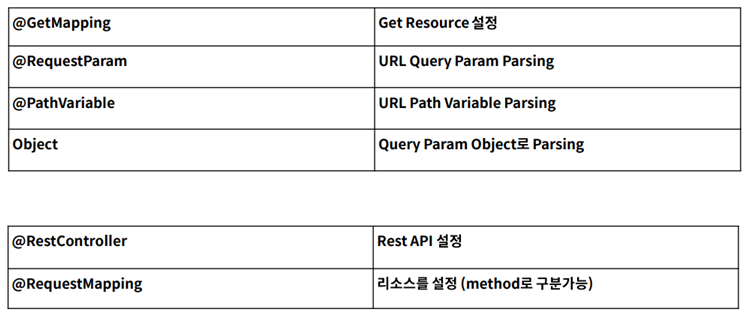 @GetMapping Get Resource 설정
@RequestParam URL Query Param Parsing
@PathVariable URL Path Variable Parsing
Object Query Param Object로 Parsing
@RestController Rest API 설정
@RequestMapping 리소스를 설정 (method로 구분가능)